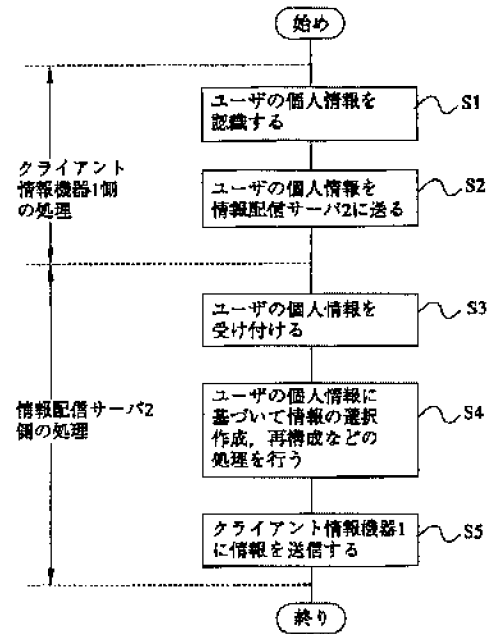 始め
ユーザの個人情報を
認識する
S1
クライアント
情報機器1側
の処理
ユーザの個人情報を
情報配信サーバ2に送る
S2
ユーザの個人情報を
受け付ける
S3
情報配信サーバ2
側の処理
ユーザの個人情報に
基づいて情報の選択
作成,再構成などの
処理を行う
S4
クライアント情報機器1
に情報を送信する
S5
終り